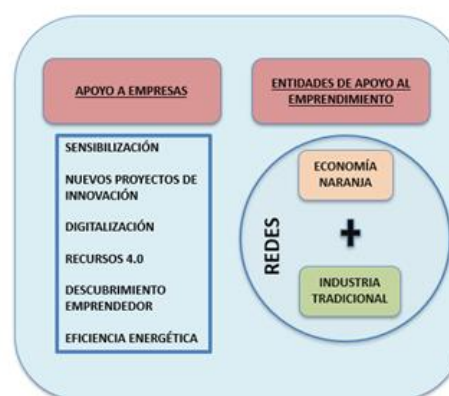 APOYO A EMPRESAS
SENSIBILIZACIÓN
NUEVOS PROYECTOS DE
INNOVACIÓN
DIGITALIZACIÓN
RECURSOS 4.0
DESCUBRIMIENTO
EMPRENDEDOR
EFICIENCIA ENERGÉTICA
ENTIDADES DE APOYO AL
EMPRENDIMIENTO
REDES
ECONOMÍA
NARANJA
+
INDUSTRIA
TRADICIONAL